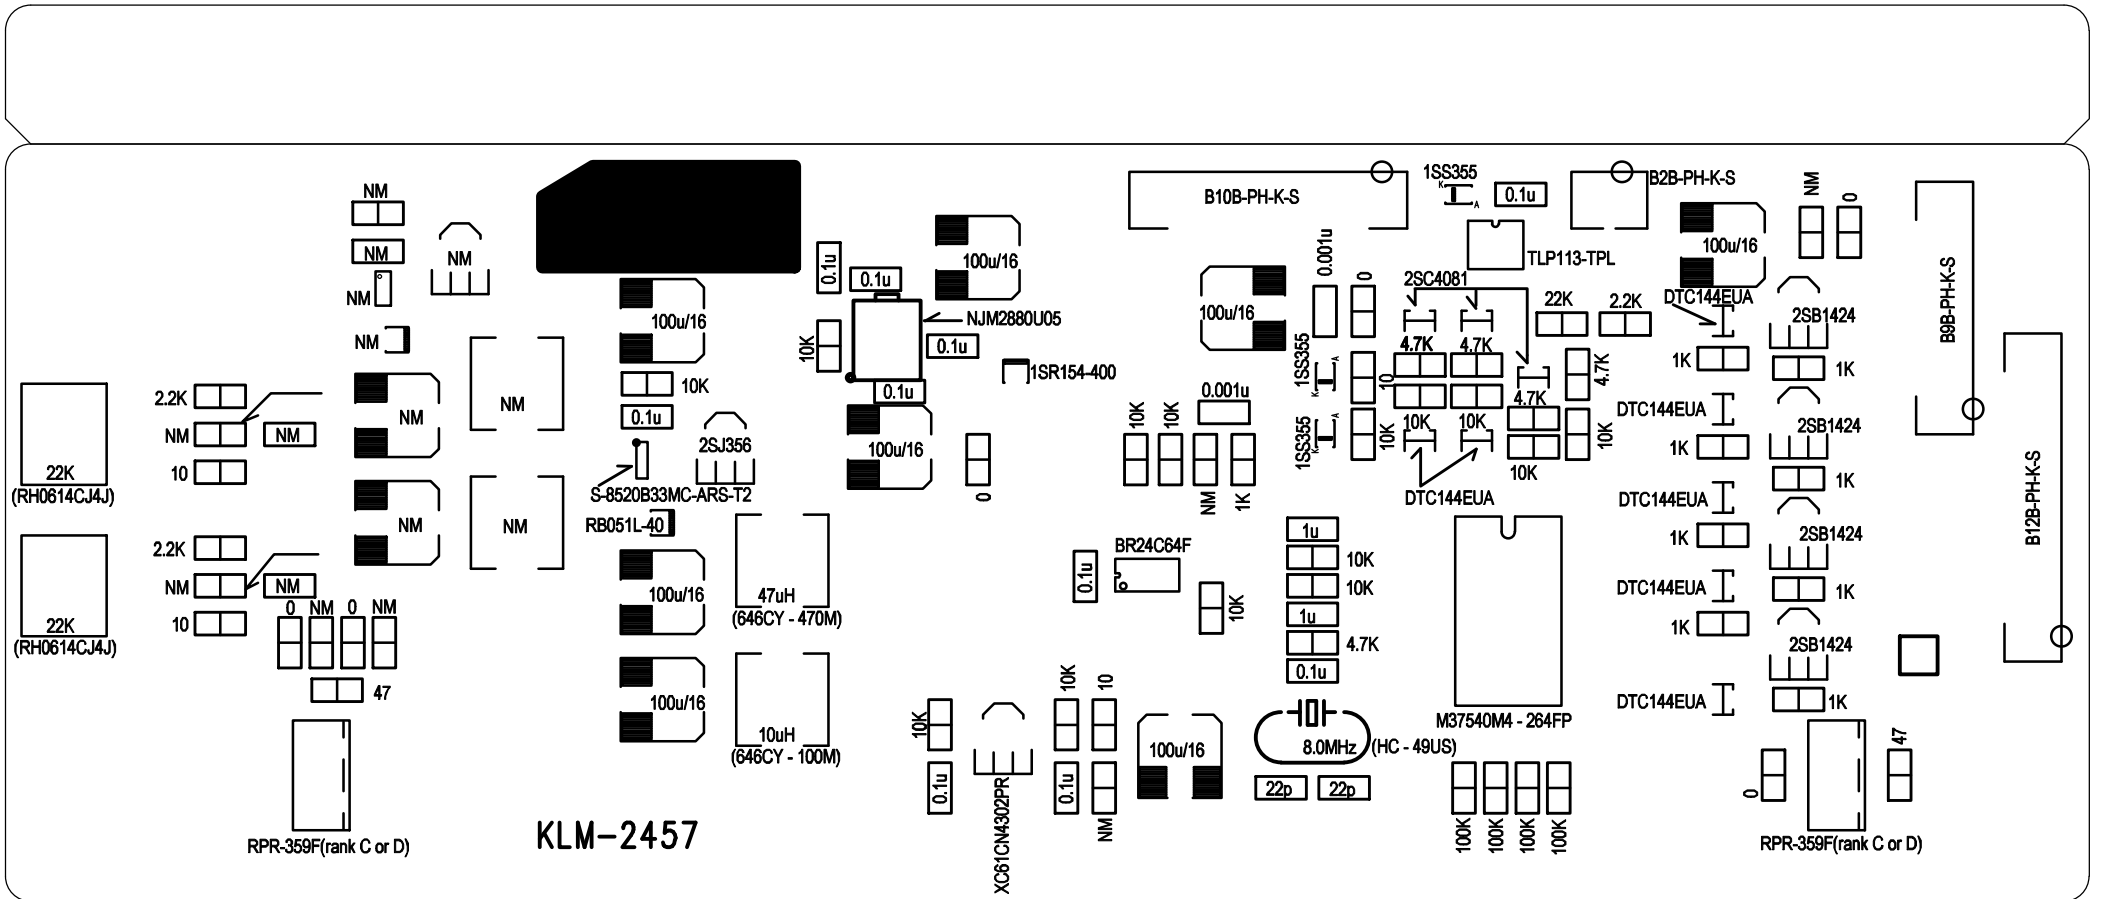 NM
NM
NM
NM
NM
NM
NM
NM
NM
2.2K
NM
NM
10
22K
(RH0614CJ4J)
2.2K
NM
NM
10
22K
(RH0614CJ4J)
0
NM
0
NM
47
RPR-359F(rank C or D)
100u/16
10K
0.1u
2SJ356
S-8520B33MC-ARS-T2
RB051L-40
100u/16
47uH
(646CY - 470M)
100u/16
10uH
(646CY - 100M)
KLM-2457
0.1u
0.1u
100u/16
NJM2880U05
10K
0.1u
1SR154-400
0.1u
100u/16
0
10K
0.1u
XC61CN4302PR
10K
10
0.1u
NM
B10B-PH-K-S
100u/16
0.001u
10K
10K
NM
1K
BR24C64F
0.1u
10K
1u
10K
10K
1u
4.7K
0.1u
100u/16
8.0MHz
(HC - 49US)
22p
22p
1SS355
K
A
0.1u
B2B-PH-K-S
TLP113-TPL
0.001u
0
2SC4081
22K
2.2K
1SS355
A
K
10
4.7K
4.7K
4.7K
4.7K
1SS355
A
K
10K
10K
10K
10K
10K
DTC144EUA
M37540M4 - 264FP
100K
100K
100K
100K
100u/16
NM
0
DTC144EUA
2SB1424
1K
1K
DTC144EUA
2SB1424
1K
1K
DTC144EUA
2SB1424
1K
1K
DTC144EUA
2SB1424
1K
1K
DTC144EUA
B9B-PH-K-S
B12B-PH-K-S
0
47
RPR-359F(rank C or D)